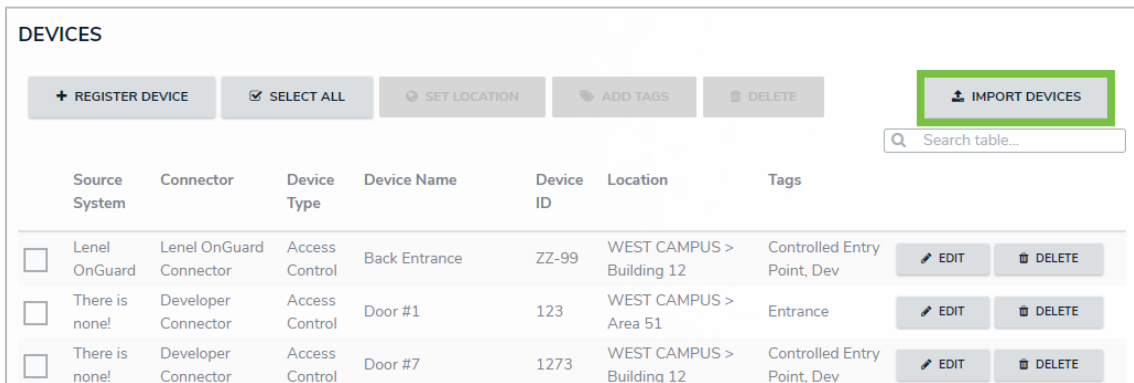 DEVICES
REGISTER DEVICE SELECT ALL SET LOCATION ADD TAGS DELETE IMPORT DEVICES
Search table...
Source System Connector Device Type Device Name Device ID Location Tags
Lenel OnGuard Lenel OnGuard Connector Access Control Back Entrance ZZ-99 WEST CAMPUS > Building 12 Controlled Entry Point, Dev EDIT DELETE
There is none! Developer Connector Access Control Door #1 123 WEST CAMPUS > Area 51 Entrance EDIT DELETE
There is none! Developer Connector Access Control Door #7 1273 WEST CAMPUS > Building 12 Controlled Entry Point, Dev EDIT DELETE